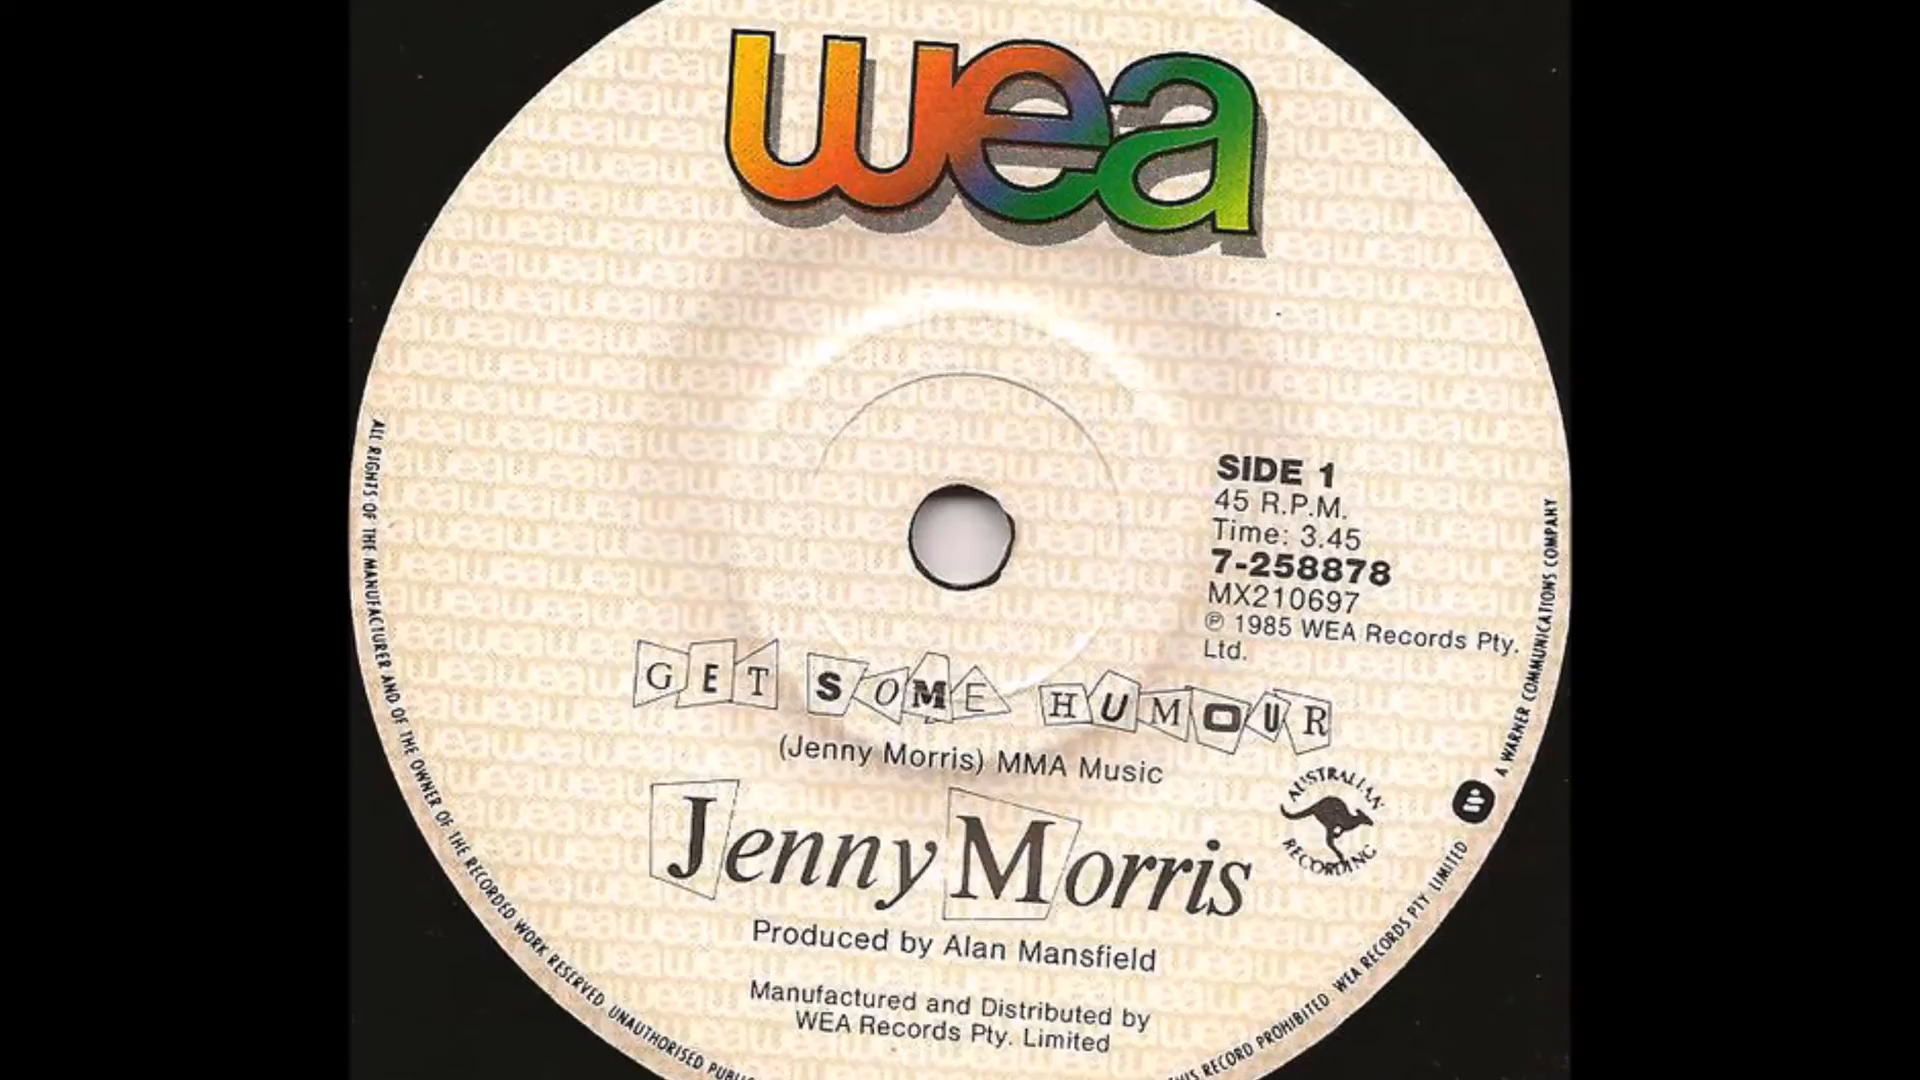 wea
SIDE 1
45 R.P.M.
Time: 3.45
7-258878
MX210697
℗ 1985 WEA Records Pty.
Ltd.
GET SOME HUMOUR
(Jenny Morris) MMA Music
Jenny Morris
AUSTRALIAN
RECORDING
Produced by Alan Mansfield
Manufactured and Distributed by
WEA Records Pty. Limited
ALL RIGHTS OF THE MANUFACTURER AND OF THE OWNER OF THE RECORDED WORK RESERVED. UNAUTHORISED
THIS RECORD PROHIBITED. WEA RECORDS PTY. LIMITED
A WARNER COMMUNICATIONS COMPANY